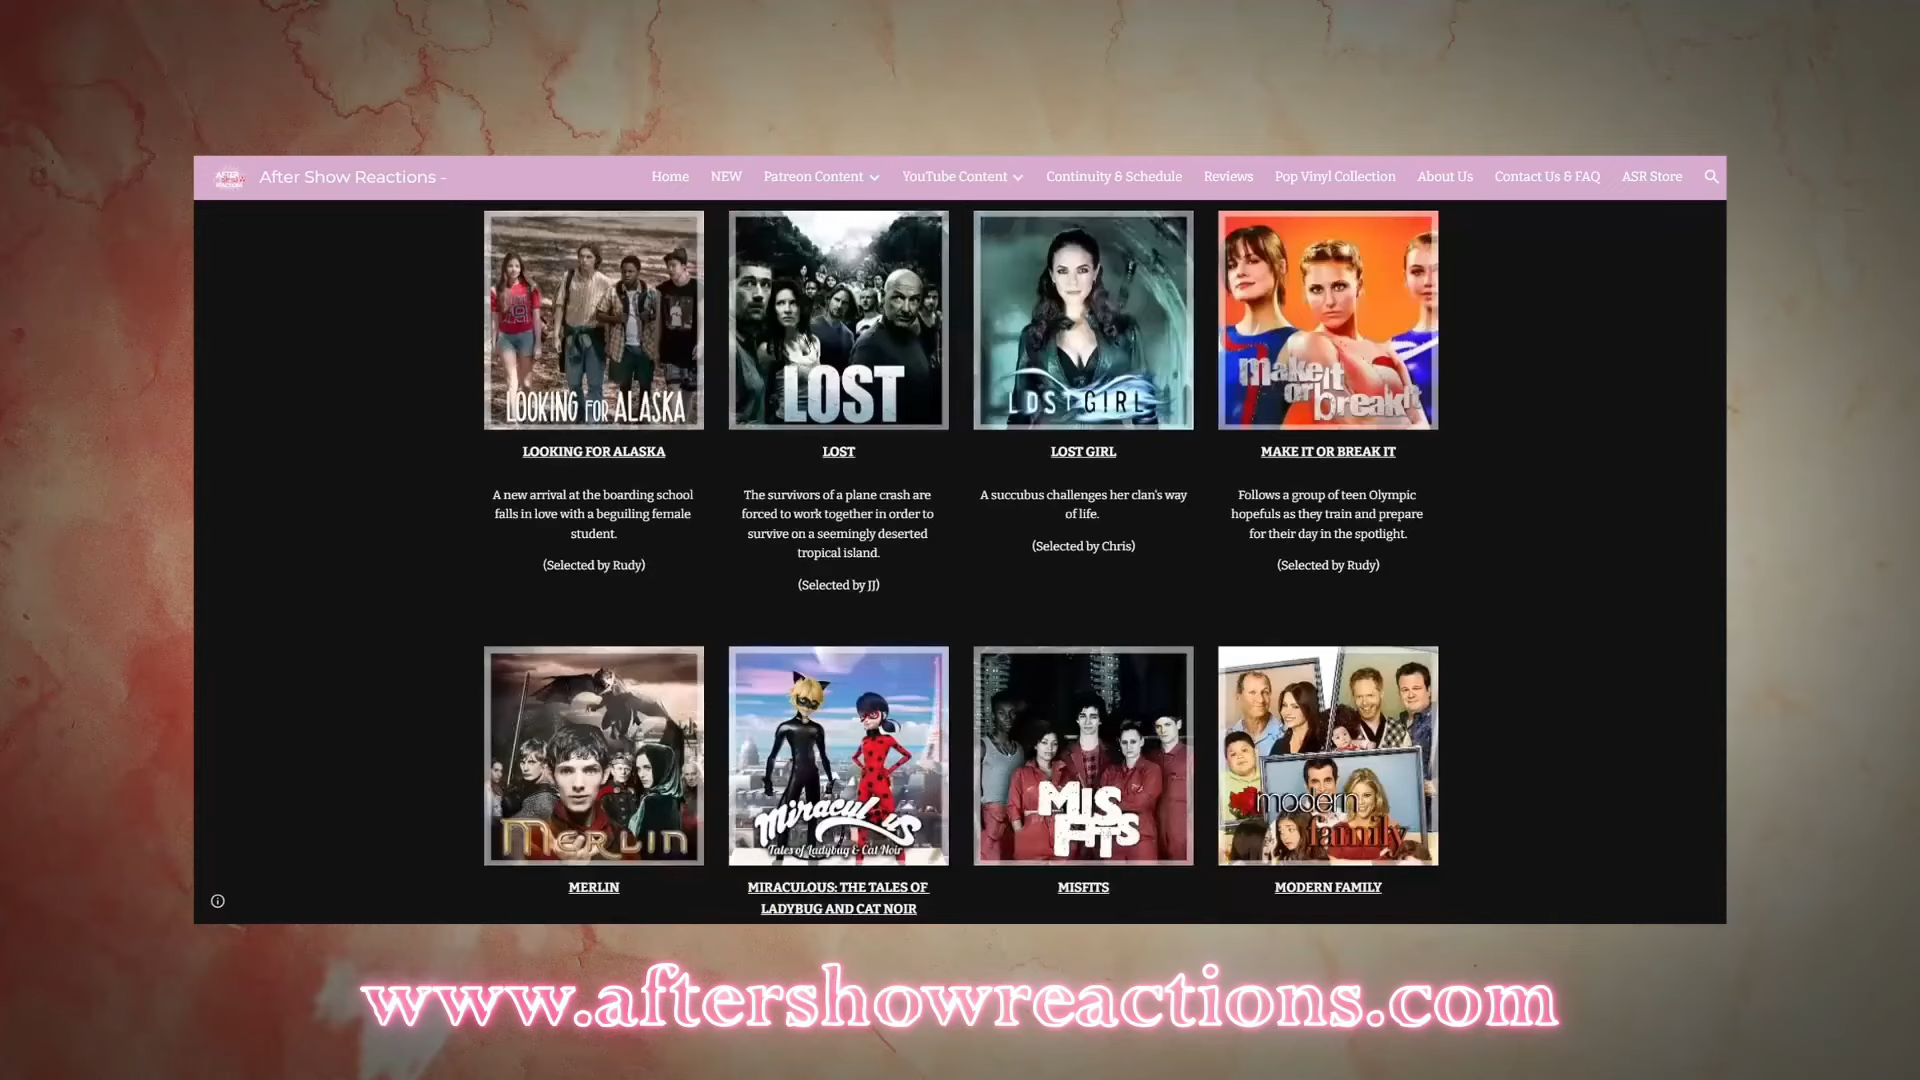 AFTER SHOW REACTIONS
After Show Reactions -
Home
NEW
Patreon Content
YouTube Content
Continuity & Schedule
Reviews
Pop Vinyl Collection
About Us
Contact Us & FAQ
ASR Store
LOOKING FOR ALASKA
LOST
LOST GIRL
make it
or break it
LOOKING FOR ALASKA
LOST
LOST GIRL
MAKE IT OR BREAK IT
A new arrival at the boarding school
falls in love with a beguiling female
student.
(Selected by Rudy)
The survivors of a plane crash are
forced to work together in order to
survive on a seemingly deserted
tropical island.
(Selected by JJ)
A succubus challenges her clan's way
of life.
(Selected by Chris)
Follows a group of teen Olympic
hopefuls as they train and prepare
for their day in the spotlight.
(Selected by Rudy)
MERLIN
Miraculous
Tales of Ladybug & Cat Noir
MIS
FITS
modern
family
MERLIN
MIRACULOUS: THE TALES OF
LADYBUG AND CAT NOIR
MISFITS
MODERN FAMILY
www.aftershowreactions.com